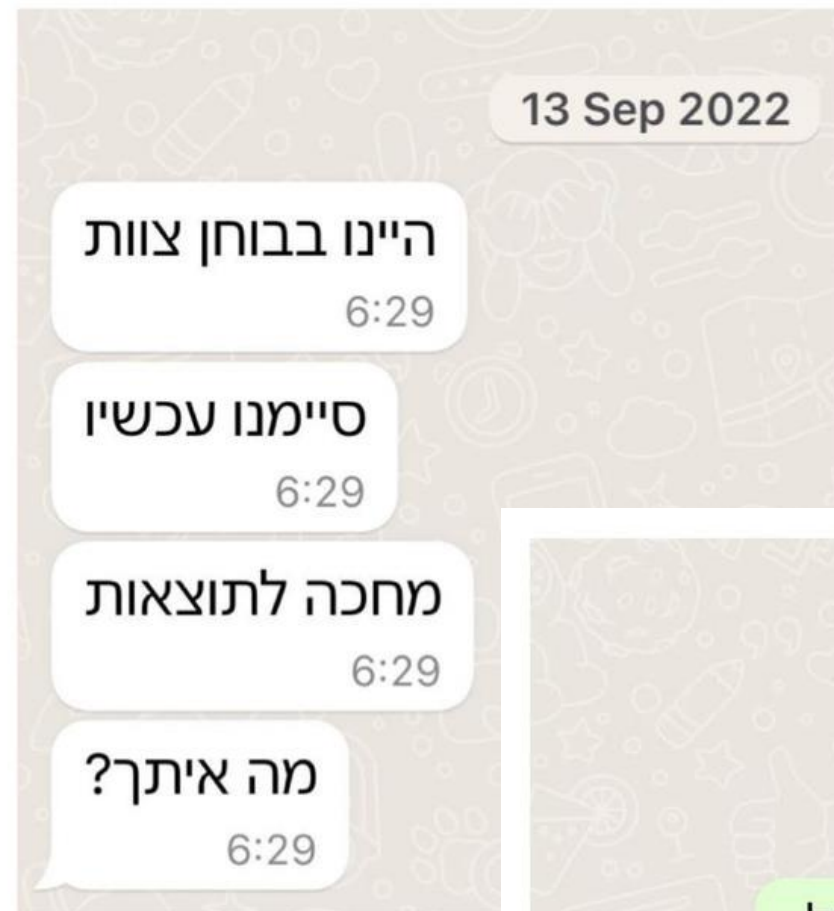 13 Sep 2022
היינו בבוחן צוות
6:29
סיימנו עכשיו
6:29
מחכה לתוצאות
6:29
מה איתך?
6:29